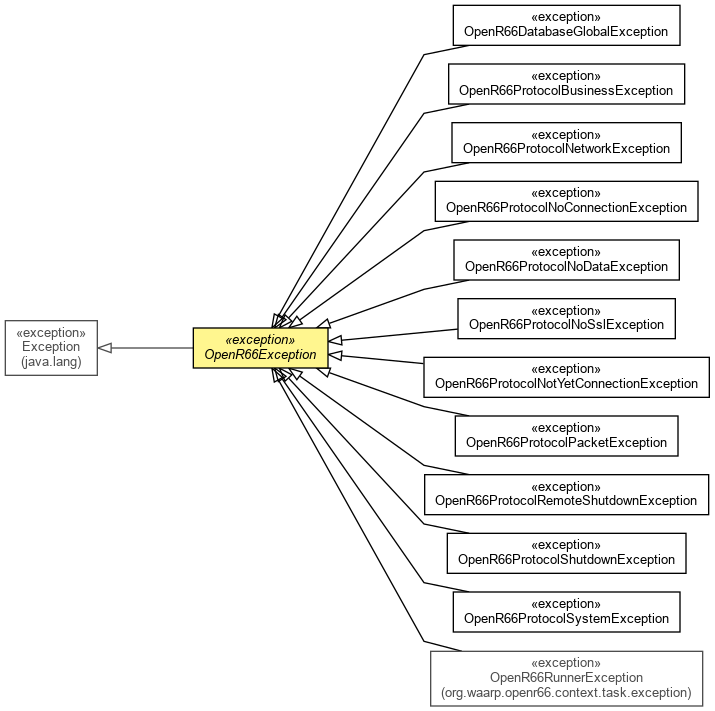 «exception»
OpenR66DatabaseGlobalException
«exception»
OpenR66ProtocolBusinessException
«exception»
OpenR66ProtocolNetworkException
«exception»
OpenR66ProtocolNoConnectionException
«exception»
OpenR66ProtocolNoDataException
«exception»
OpenR66ProtocolNoSslException
«exception»
Exception
(java.lang)
«exception»
OpenR66Exception
«exception»
OpenR66ProtocolNotYetConnectionException
«exception»
OpenR66ProtocolPacketException
«exception»
OpenR66ProtocolRemoteShutdownException
«exception»
OpenR66ProtocolShutdownException
«exception»
OpenR66ProtocolSystemException
«exception»
OpenR66RunnerException
(org.waarp.openr66.context.task.exception)